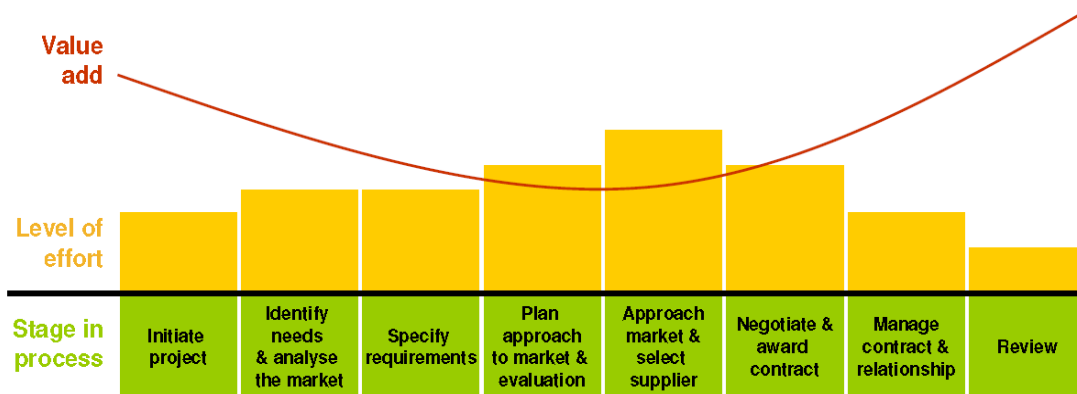 Value
add
Level of
effort
Stage in
process
Initiate
project
Identify
needs
& analyse
the market
Specify
requirements
Plan
approach
to market &
evaluation
Approach
market &
select
supplier
Negotiate &
award
contract
Manage
contract &
relationship
Review